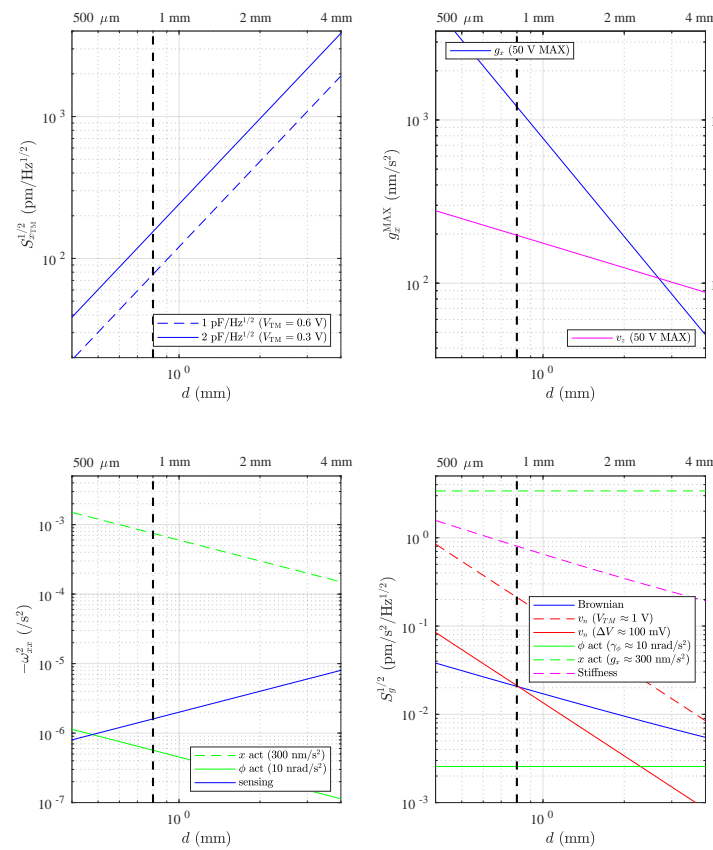 500 μm 1 mm 2 mm 4 mm
10^3
10^2
S_{x_TM}^{1/2} (pm/Hz^{1/2})
1 pF/Hz^{1/2} (V_TM = 0.6 V)
2 pF/Hz^{1/2} (V_TM = 0.3 V)
10^0
d (mm)
500 μm 1 mm 2 mm 4 mm
g_x (50 V MAX)
10^3
10^2
g_x^MAX (nm/s^2)
v_z (50 V MAX)
10^0
d (mm)
500 μm 1 mm 2 mm 4 mm
10^-3
10^-4
10^-5
10^-6
10^-7
−ω_{xx}^2 (/s^2)
x act (300 nm/s^2)
ϕ act (10 nrad/s^2)
sensing
10^0
d (mm)
500 μm 1 mm 2 mm 4 mm
10^0
10^-1
10^-2
10^-3
S_g^{1/2} (pm/s^2/Hz^{1/2})
Brownian
v_n (V_TM ≈ 1 V)
v_n (ΔV ≈ 100 mV)
ϕ act (γ_ϕ ≈ 10 nrad/s^2)
x act (g_x ≈ 300 nm/s^2)
Stiffness
10^0
d (mm)